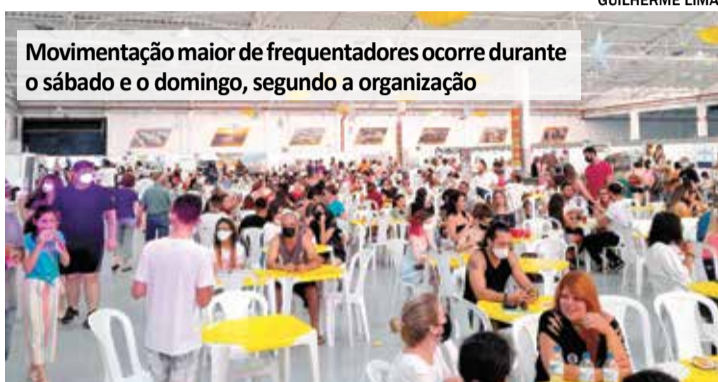 GUILHERME LIMA
Movimentação maior de frequentadores ocorre durante
o sábado e o domingo, segundo a organização